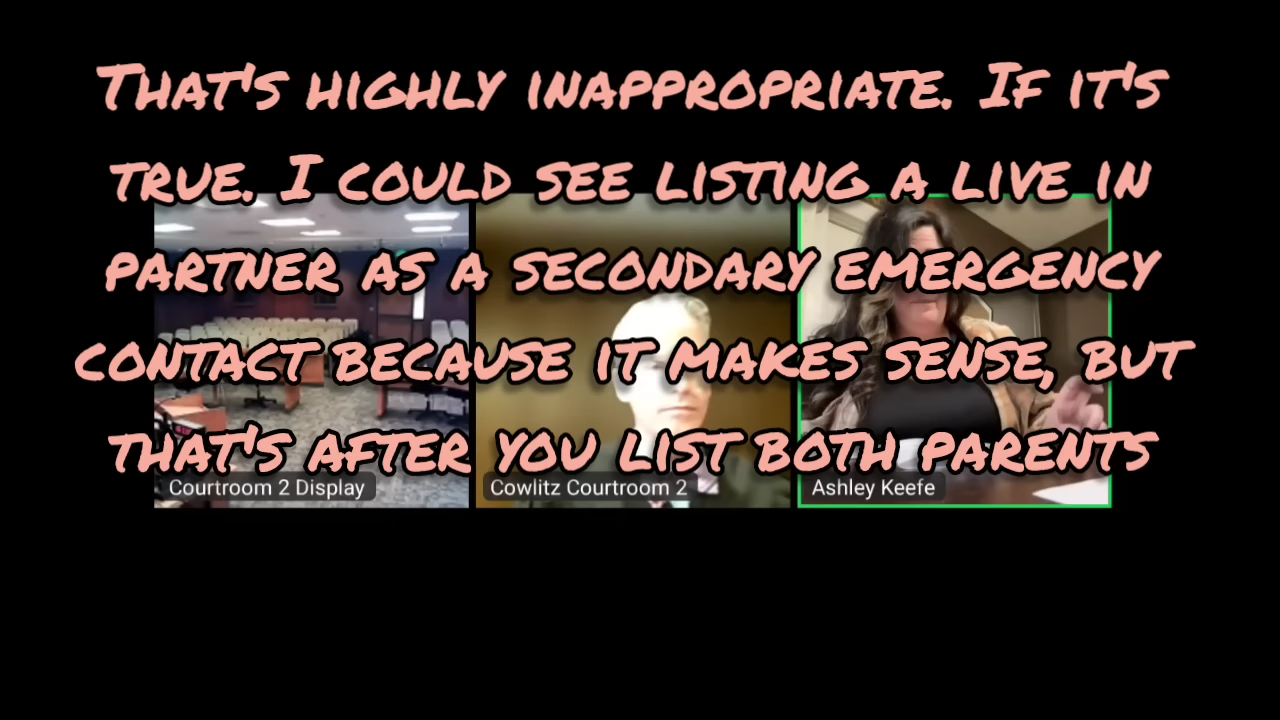 That's highly inappropriate. If it's
true. I could see listing a live in
partner as a secondary emergency
contact because it makes sense, but
that's after you list both parents
Courtroom 2 Display
Cowlitz Courtroom 2
Ashley Keefe